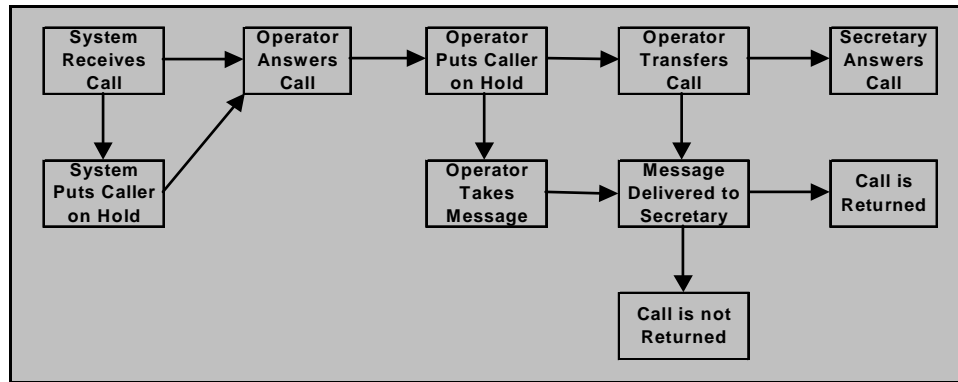 System
Receives
Call
Operator
Answers
Call
Operator
Puts Caller
on Hold
Operator
Transfers
Call
Secretary
Answers
Call
System
Puts Caller
on Hold
Operator
Takes
Message
Message
Delivered to
Secretary
Call is
Returned
Call is not
Returned